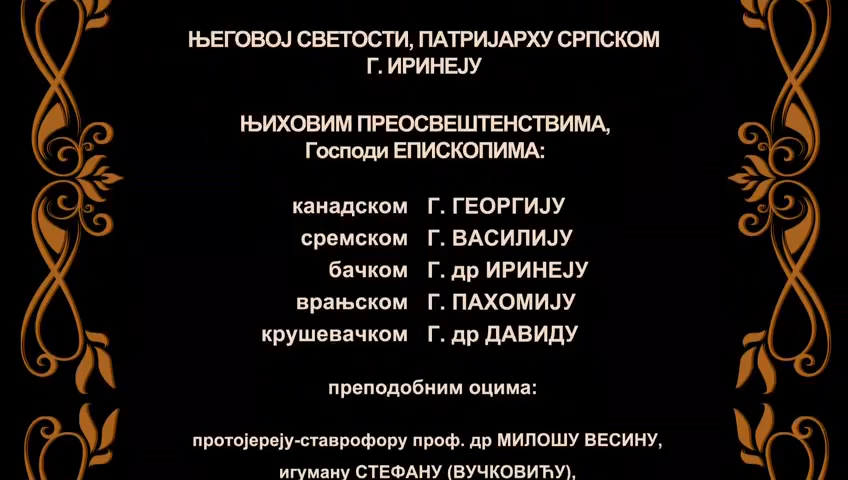 ЊЕГОВОЈ СВЕТОСТИ, ПАТРИЈАРХУ СРПСКОМ
Г. ИРИНЕЈУ
ЊИХОВИМ ПРЕОСВЕШТЕНСТВИМА,
Господи ЕПИСКОПИМА:
канадском Г. ГЕОРГИЈУ
сремском Г. ВАСИЛИЈУ
бачком Г. др ИРИНЕЈУ
врањском Г. ПАХОМИЈУ
крушевачком Г. др ДАВИДУ
преподобним оцима:
протојереју-ставрофору проф. др МИЛОШУ ВЕСИНУ,
игуману СТЕФАНУ (ВУЧКОВИЋУ),